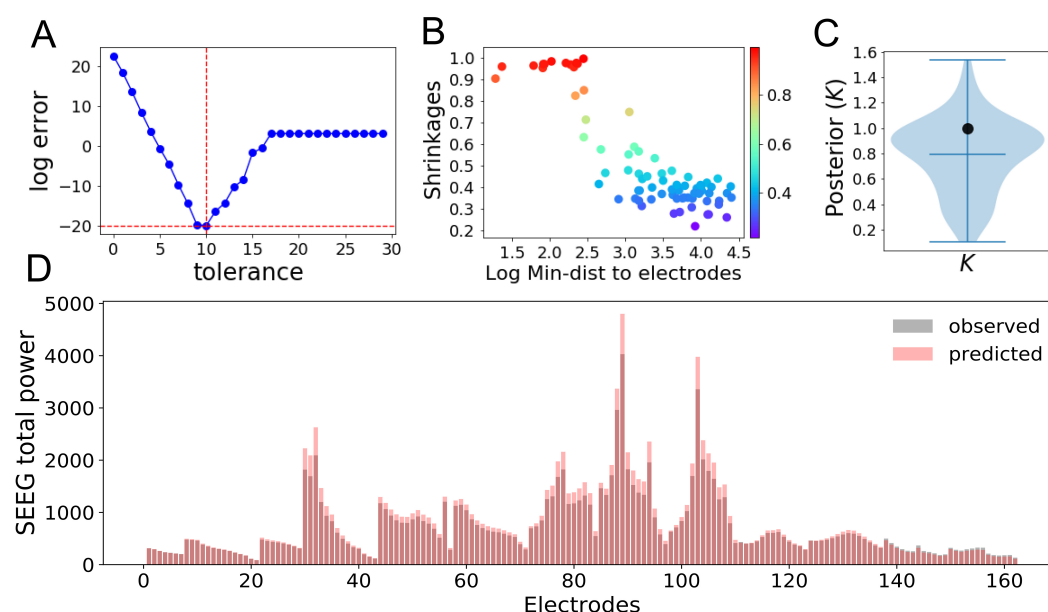 A
log error
20
10
0
−10
−20
0 5 10 15 20 25 30
tolerance
B
Shrinkages
1.0
0.9
0.8
0.7
0.6
0.5
0.4
0.3
0.2
1.5 2.0 2.5 3.0 3.5 4.0 4.5
Log Min-dist to electrodes
0.8
0.6
0.4
C
Posterior (K)
1.6
1.4
1.2
1.0
0.8
0.6
0.4
0.2
K
D
SEEG total power
5000
4000
3000
2000
1000
0
0 20 40 60 80 100 120 140 160
Electrodes
observed
predicted